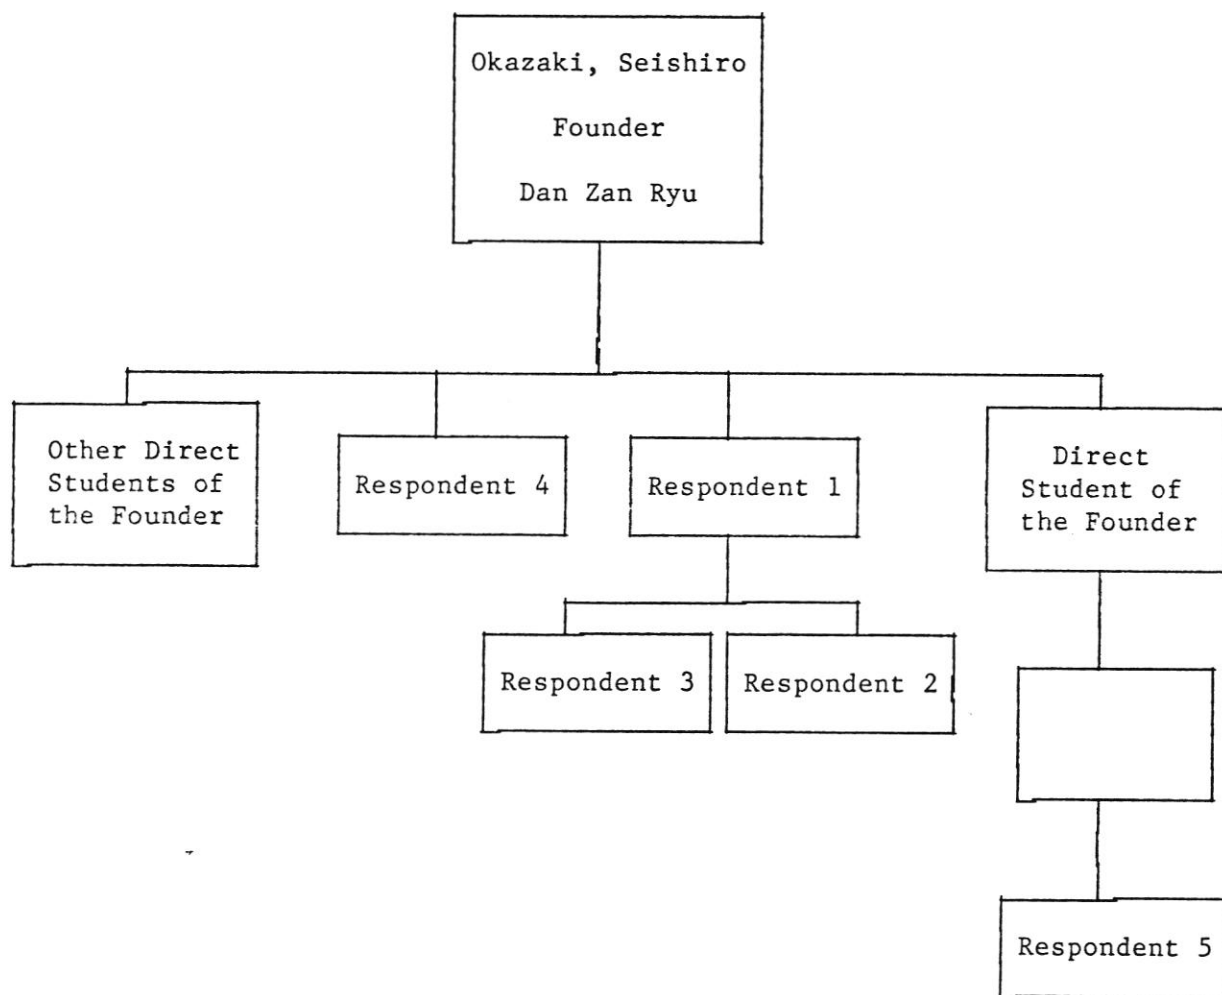 Okazaki, Seishiro
Founder
Dan Zan Ryu
Other Direct
Students of
the Founder
Respondent 4
Respondent 1
Direct
Student of
the Founder
Respondent 3
Respondent 2
Respondent 5